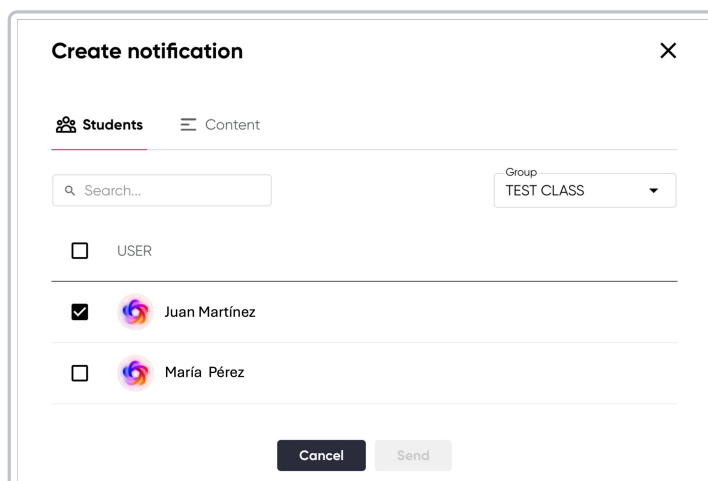 Create notification
Students
Content
Search...
Group
TEST CLASS
USER
Juan Martínez
María Pérez
Cancel
Send